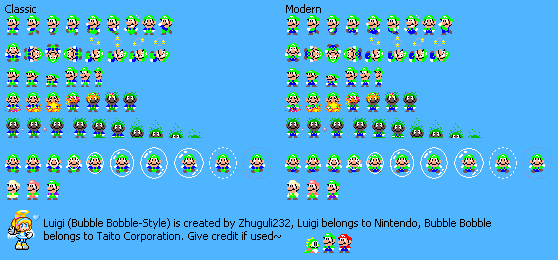 Classic
Modern
Luigi (Bubble Bobble-Style) is created by Zhuguli232, Luigi belongs to Nintendo, Bubble Bobble
belongs to Taito Corporation. Give credit if used~